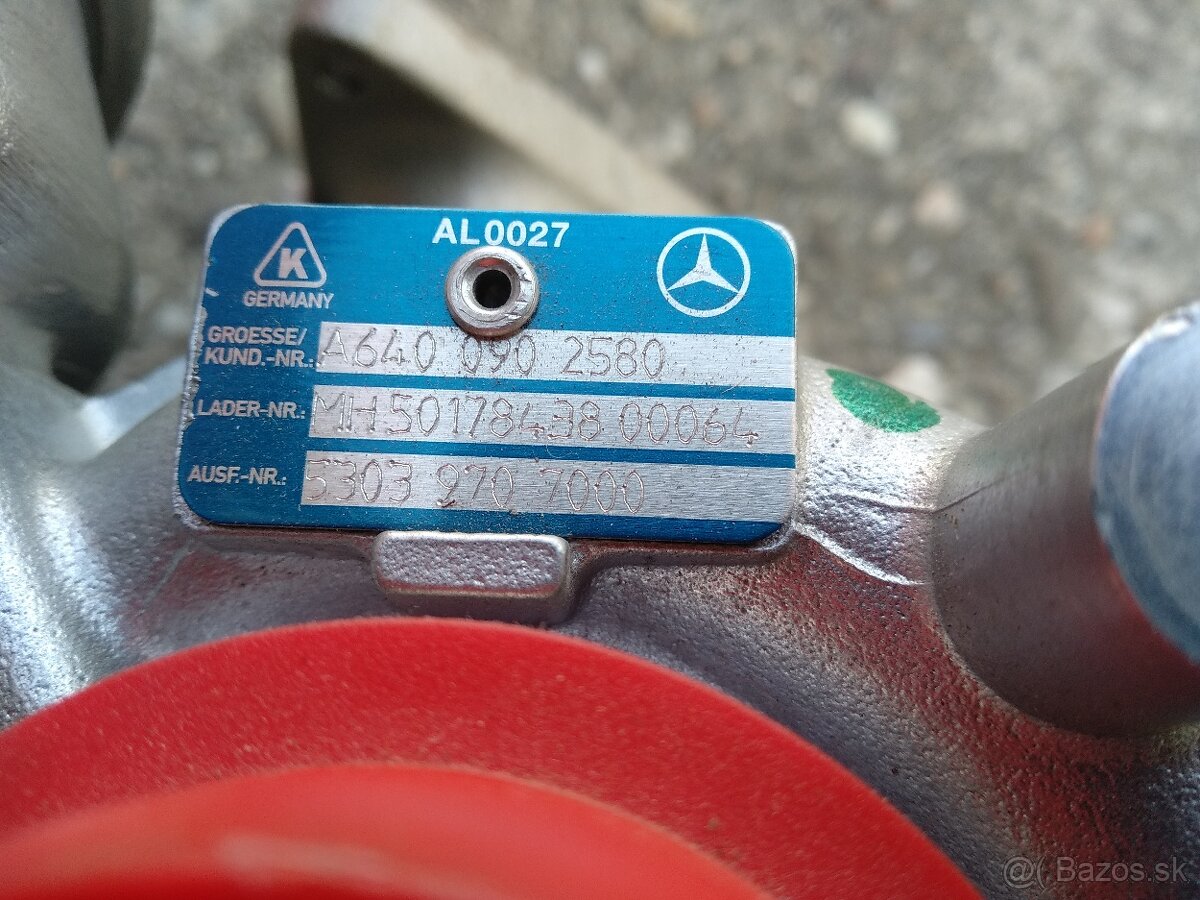 AL0027
K
GERMANY
GROESSE/
KUND.-NR.: A640 090 2580
LADER-NR.: MH50178438 00064
AUSF.-NR.: 5303 970 7000
@( Bazos.sk